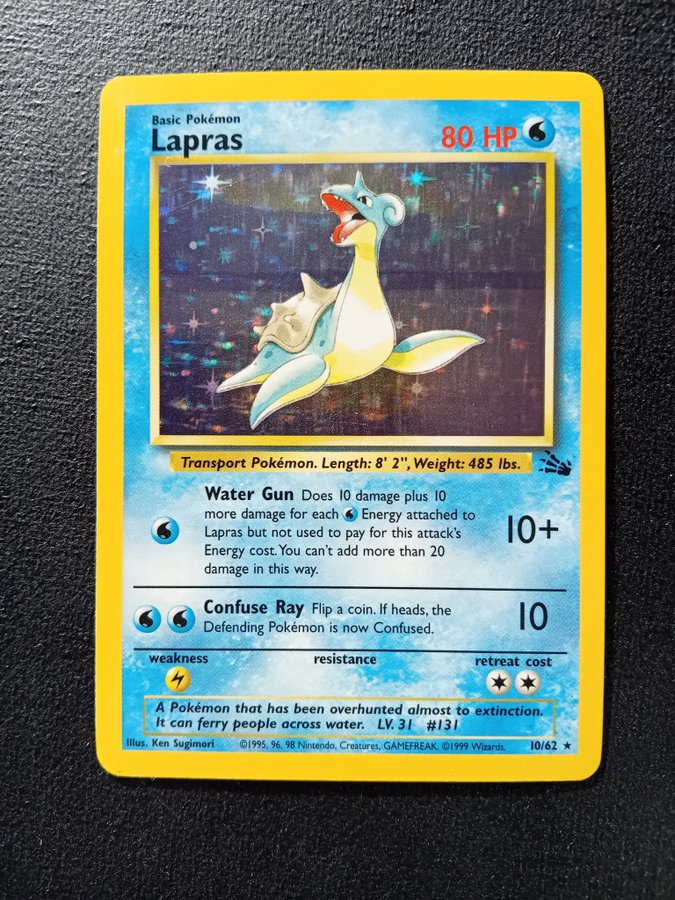 Basic Pokémon
Lapras 80 HP
Transport Pokémon. Length: 8' 2", Weight: 485 lbs.
Water Gun Does 10 damage plus 10
more damage for each Energy attached to
Lapras but not used to pay for this attack's
Energy cost. You can't add more than 20
damage in this way.
10+
Confuse Ray Flip a coin. If heads, the
Defending Pokémon is now Confused.
10
weakness resistance retreat cost
A Pokémon that has been overhunted almost to extinction.
It can ferry people across water. LV. 31 #131
Illus. Ken Sugimori ©1995, 96, 98 Nintendo, Creatures, GAMEFREAK. ©1999 Wizards. 10/62 ★